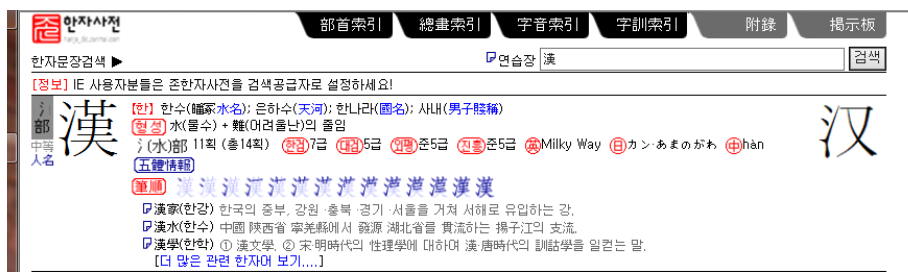 한자사전
部首索引 總畫索引 字音索引 字訓索引 附錄 揭示板
한자문장검색 ▶ 연습장 漢 검색
[정보] IE 사용자분들은 존한자사전을 검색공급자로 설정하세요!
氵部 中等 人名
漢
[한] 한수(水名); 은하수(天河); 한나라(國名); 사내(男子賤稱)
형성 水(물수) + 難(어려울난)의 줄임
氵(水)部 11획 (총14획) 한검7급 대검5급 외평준5급 진흥준5급 英Milky Way 日カン·あまのがわ 中hàn
五體情報
汉
筆順 漢漢漢漢漢漢漢漢漢漢漢漢漢漢
漢家(한강) 한국의 중부, 강원·충북·경기·서울을 거쳐 서해로 유입하는 강.
漢水(한수) 中國 陝西省 寧羌縣에서 發源 湖北省를 貫流하는 揚子江의 支流.
漢學(한학) ① 漢文學. ② 宋·明時代의 性理學에 대하여 漢·唐時代의 訓詁學을 일컫는 말.
[더 많은 관련 한자어 보기....]